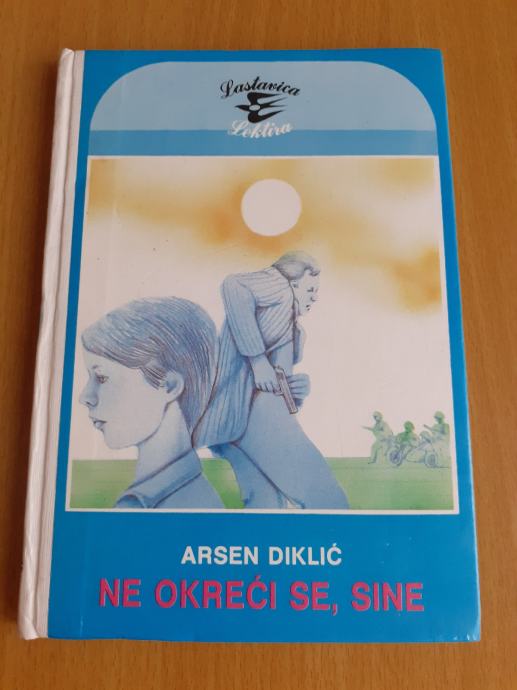 Lastavica
Lektira
ARSEN DIKLIĆ
NE OKREĆI SE, SINE